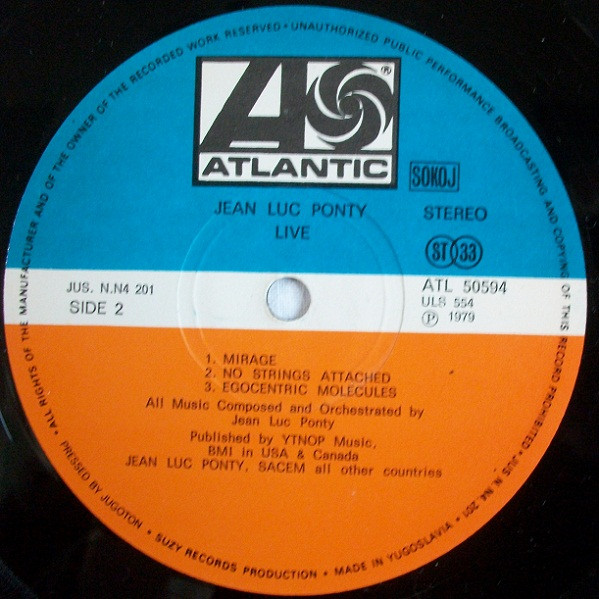 • ALL RIGHTS OF THE MANUFACTURER AND OF THE OWNER OF THE RECORDED WORK RESERVED • UNAUTHORIZED PUBLIC PERFORMANCE BROADCASTING AND COPYING OF THIS RECORD PROHIBITED • JUS. N. N4 201
ATLANTIC
®
SOKOJ
JEAN LUC PONTY
STEREO
LIVE
ST 33
JUS. N.N4 201
ATL 50594
ULS 554
SIDE 2
℗ 1979
1. MIRAGE
2. NO STRINGS ATTACHED
3. EGOCENTRIC MOLECULES
All Music Composed and Orchestrated by
Jean Luc Ponty
Published by YTNOP Music,
BMI in USA & Canada
JEAN LUC PONTY, SACEM all other countries
PRESSED BY JUGOTON • SUZY RECORDS PRODUCTION • MADE IN YUGOSLAVIA •